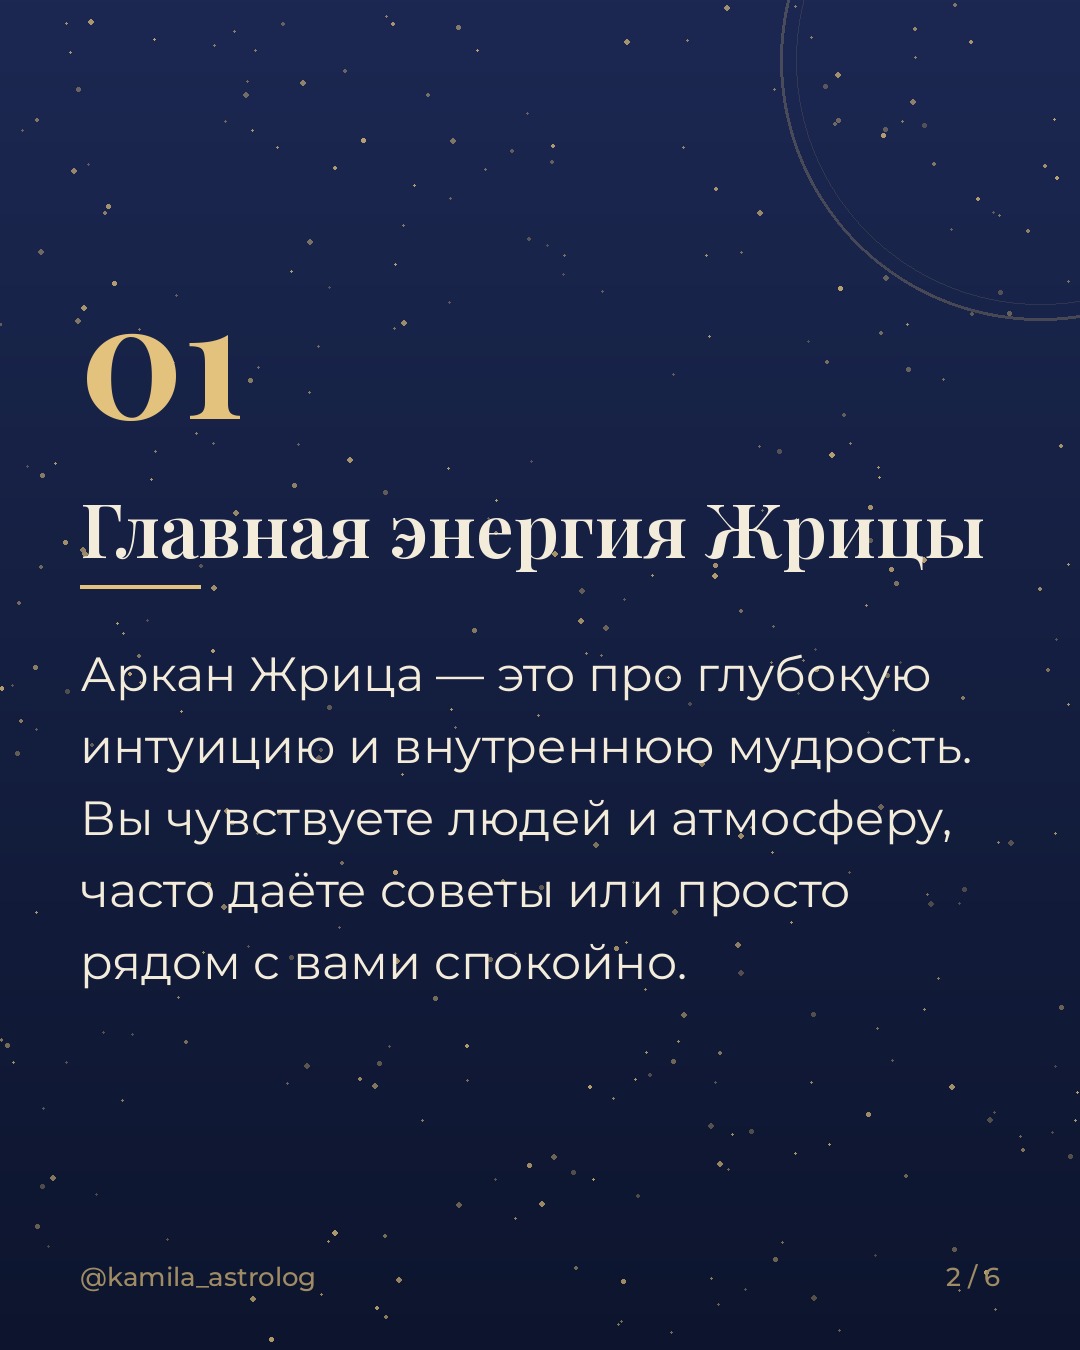 01
Главная энергия Жрицы
Аркан Жрица — это про глубокую
интуицию и внутреннюю мудрость.
Вы чувствуете людей и атмосферу,
часто даёте советы или просто
рядом с вами спокойно.
@kamila_astrolog
2 / 6